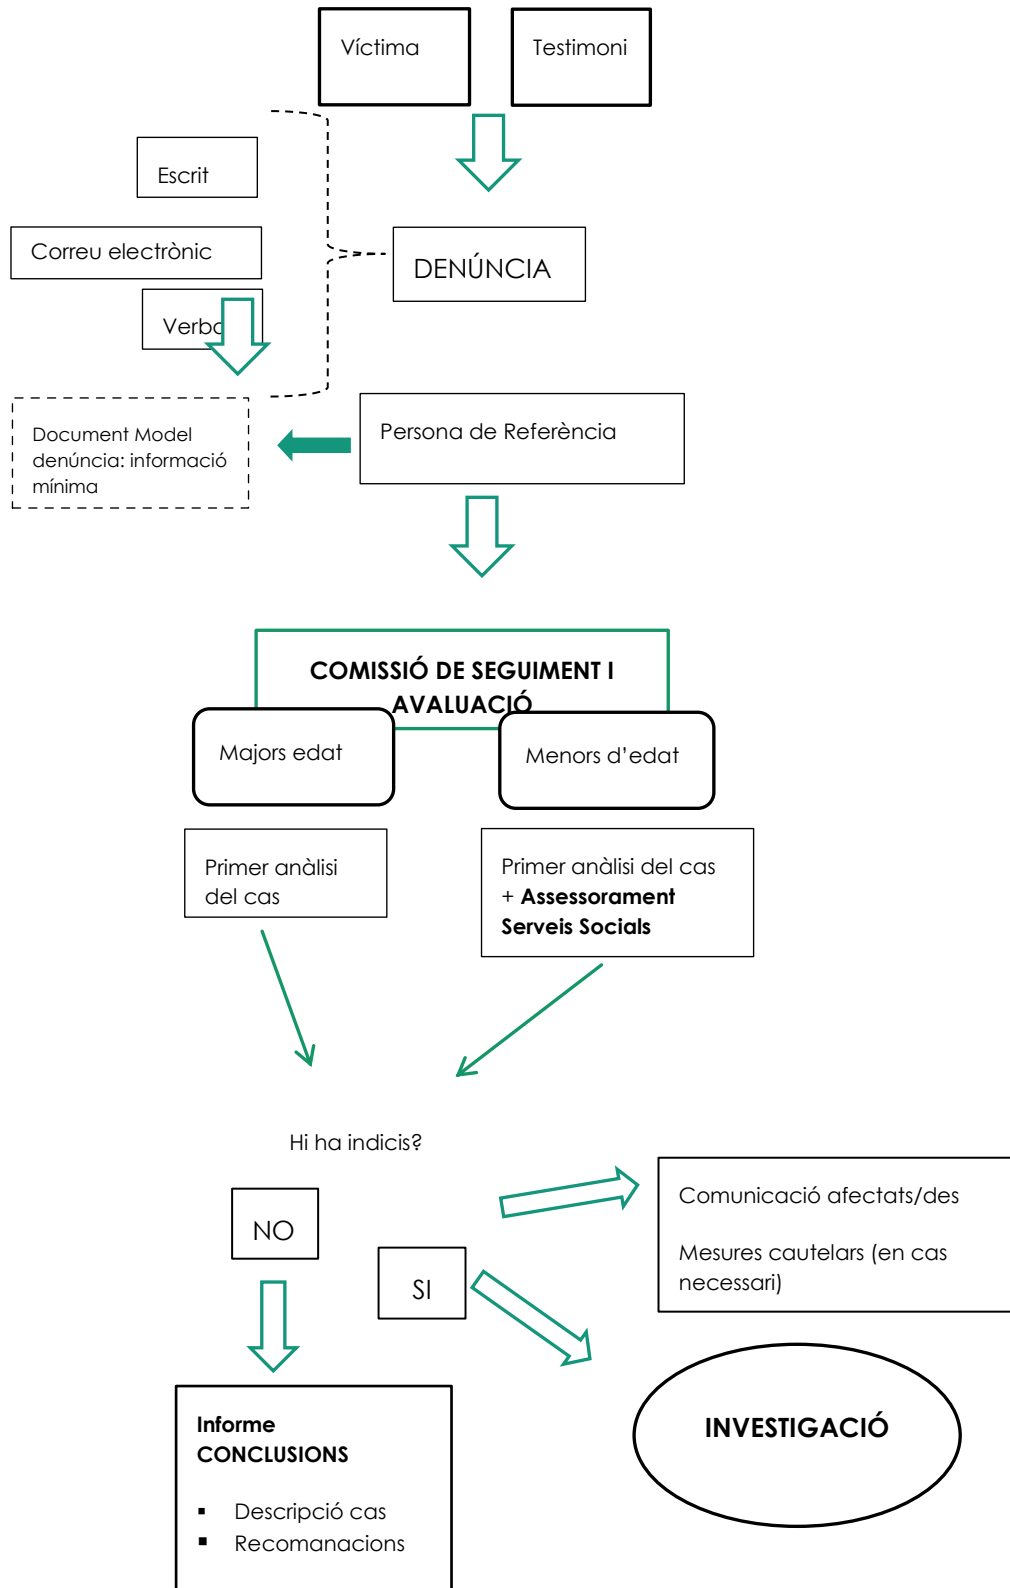 Víctima
Testimoni
Escrit
Correu electrònic
DENÚNCIA
Document Model
denúncia: informació
mínima
Persona de Referència
COMISSIÓ DE SEGUIMENT I
AVALUACIÓ
Majors edat
Menors d’edat
Primer anàlisi
del cas
Primer anàlisi del cas
+ Assessorament
Serveis Socials
Hi ha indicis?
NO
SI
Comunicació afectats/des
Mesures cautelars (en cas
necessari)
Informe
CONCLUSIONS
▪ Descripció cas
▪ Recomanacions
INVESTIGACIÓ